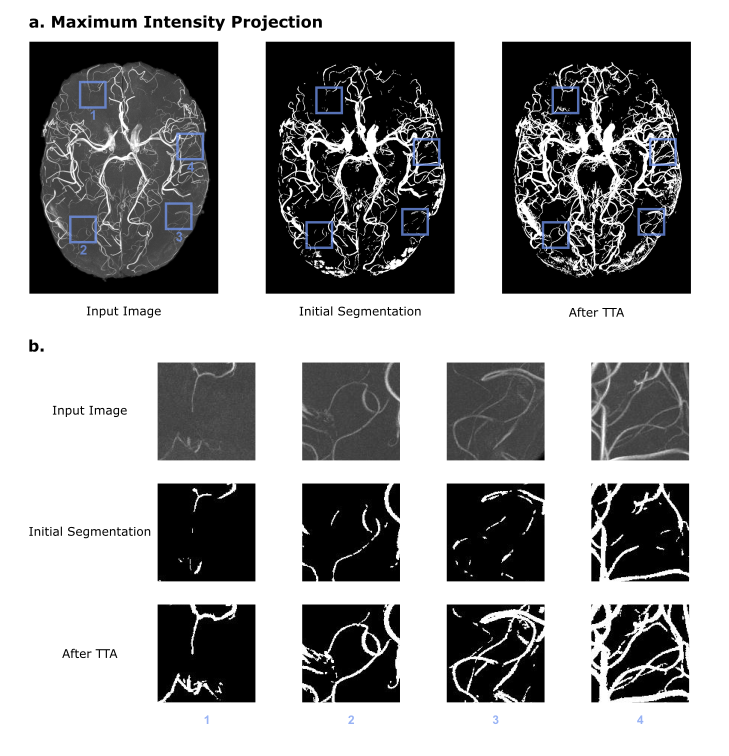 a. Maximum Intensity Projection
1
4
2
3
Input Image
Initial Segmentation
After TTA
b.
Input Image
Initial Segmentation
After TTA
1
2
3
4